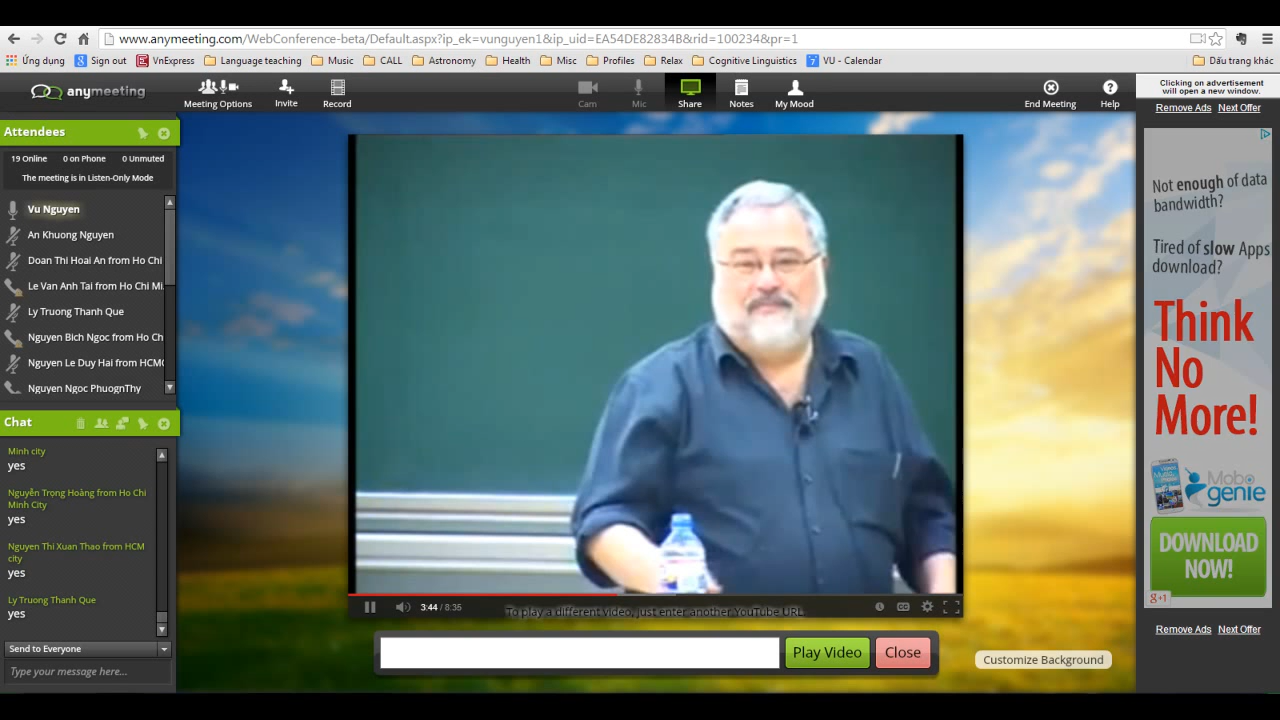 www.anymeeting.com/WebConference-beta/Default.aspx?ip_ek=vunguyen1&ip_uid=EA54DE82834B&rid=100234&pr=1
Ứng dụng Sign out VnExpress Language teaching Music CALL Astronomy Health Misc Profiles Relax Cognitive Linguistics 7 VU - Calendar Dấu trang khác
anymeeting
Meeting Options Invite Record Cam Mic Share Notes My Mood End Meeting Help
Clicking on advertisement
will open a new window.
Remove Ads Next Offer
Attendees
19 Online 0 on Phone 0 Unmuted
The meeting is in Listen-Only Mode
Vu Nguyen
An Khuong Nguyen
Doan Thi Hoai An from Ho Chi
Le Van Anh Tai from Ho Chi Mi
Ly Truong Thanh Que
Nguyen Bich Ngoc from Ho Ch
Nguyen Le Duy Hai from HCMC
Nguyen Ngoc PhuognThy
Chat
Minh city
yes
Nguyễn Trọng Hoàng from Ho Chi
Minh City
yes
Nguyen Thi Xuan Thao from HCM
city
yes
Ly Truong Thanh Que
yes
Send to Everyone
Type your message here...
3:44 / 8:35
CC
To play a different video, just enter another YouTube URL
Play Video Close
Customize Background
Not enough of data
bandwidth?
Tired of slow Apps
download?
Think
No
More!
Mobo
genie
DOWNLOAD
NOW!
g+1
Remove Ads Next Offer